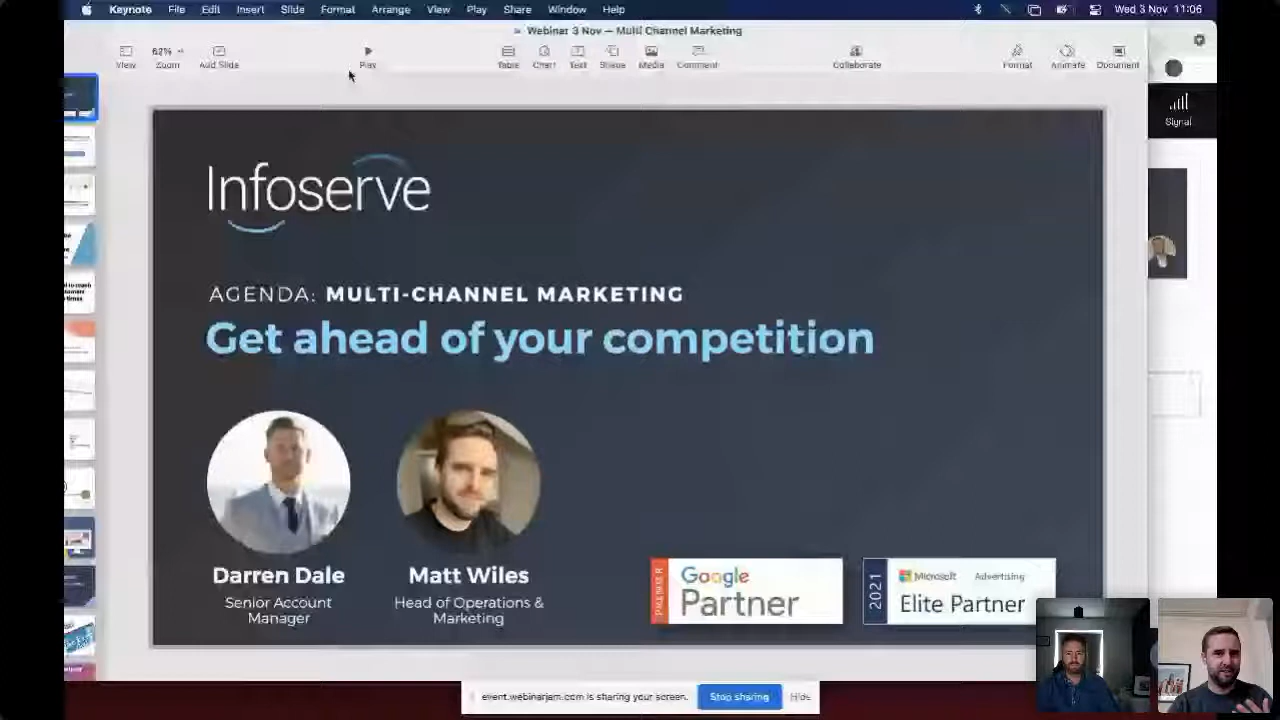 Keynote File Edit Insert Slide Format Arrange View Play Share Window Help Wed 3 Nov 11:06
Webinar 3 Nov — Multi Channel Marketing
62%
View Zoom Add Slide Play Table Chart Text Shape Media Comment Collaborate Format Animate Document
Signal
Infoserve
AGENDA: MULTI-CHANNEL MARKETING
Get ahead of your competition
Darren Dale
Senior Account
Manager
Matt Wiles
Head of Operations &
Marketing
PREMIER
Google
Partner
2021
Microsoft Advertising
Elite Partner
event.webinarjam.com is sharing your screen. Stop sharing Hide